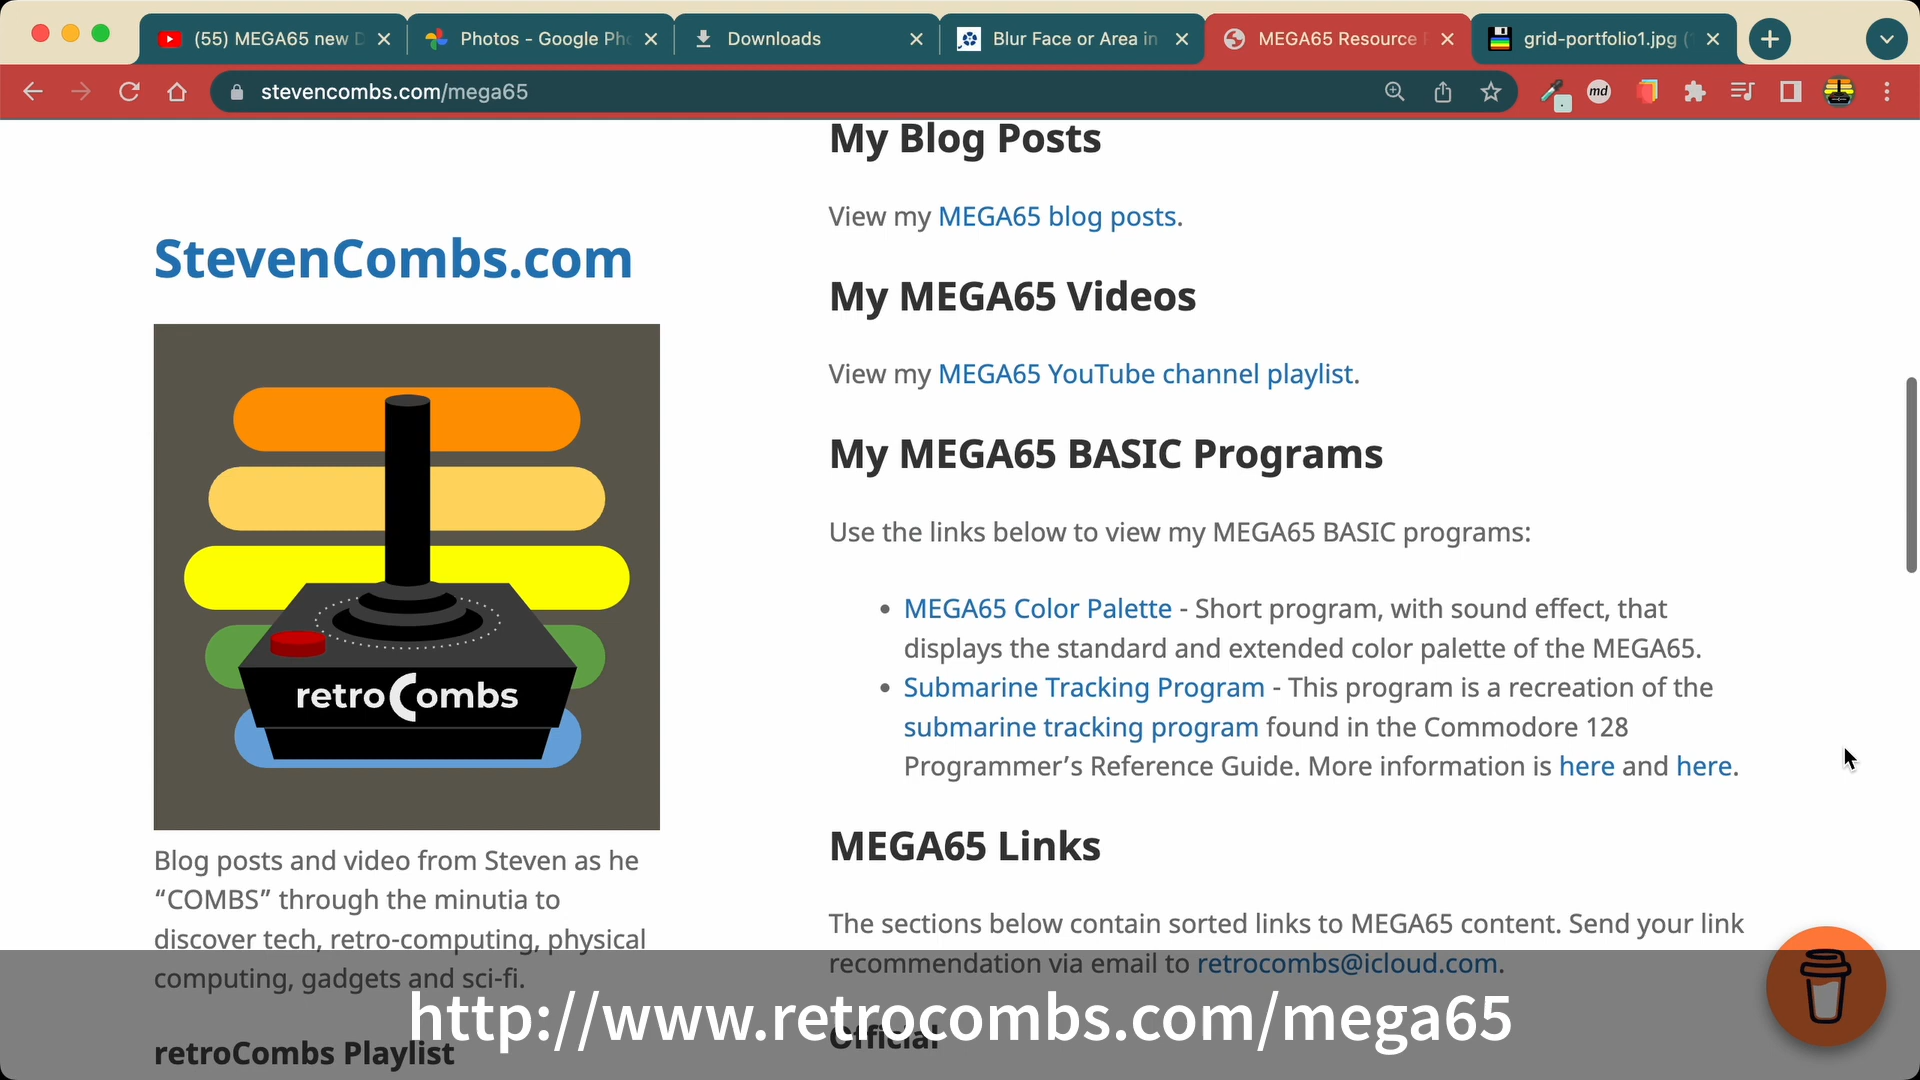 (55) MEGA65 new D
Photos - Google Pho
Downloads
Blur Face or Area in
MEGA65 Resource
grid-portfolio1.jpg
stevencombs.com/mega65
md
My Blog Posts
View my MEGA65 blog posts.
StevenCombs.com
My MEGA65 Videos
View my MEGA65 YouTube channel playlist.
My MEGA65 BASIC Programs
Use the links below to view my MEGA65 BASIC programs:
• MEGA65 Color Palette - Short program, with sound effect, that
displays the standard and extended color palette of the MEGA65.
• Submarine Tracking Program - This program is a recreation of the
submarine tracking program found in the Commodore 128
Programmer’s Reference Guide. More information is here and here.
retroCombs
MEGA65 Links
Blog posts and video from Steven as he
“COMBS” through the minutia to
discover tech, retro-computing, physical
computing, gadgets and sci-fi.
The sections below contain sorted links to MEGA65 content. Send your link
recommendation via email to retrocombs@icloud.com.
Official
retroCombs Playlist
http://www.retrocombs.com/mega65